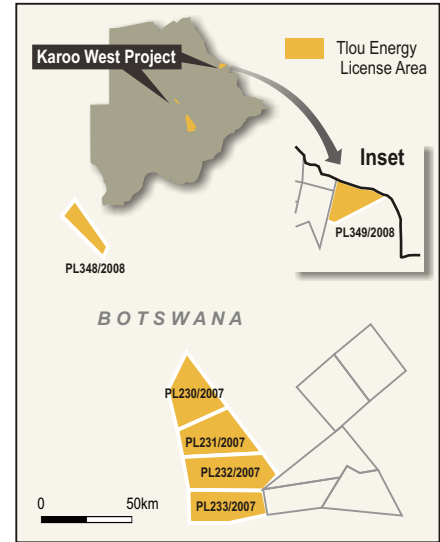 Karoo West Project
Tlou Energy
License Area
Inset
PL349/2008
PL348/2008
BOTSWANA
PL230/2007
PL231/2007
PL232/2007
PL233/2007
0 50km